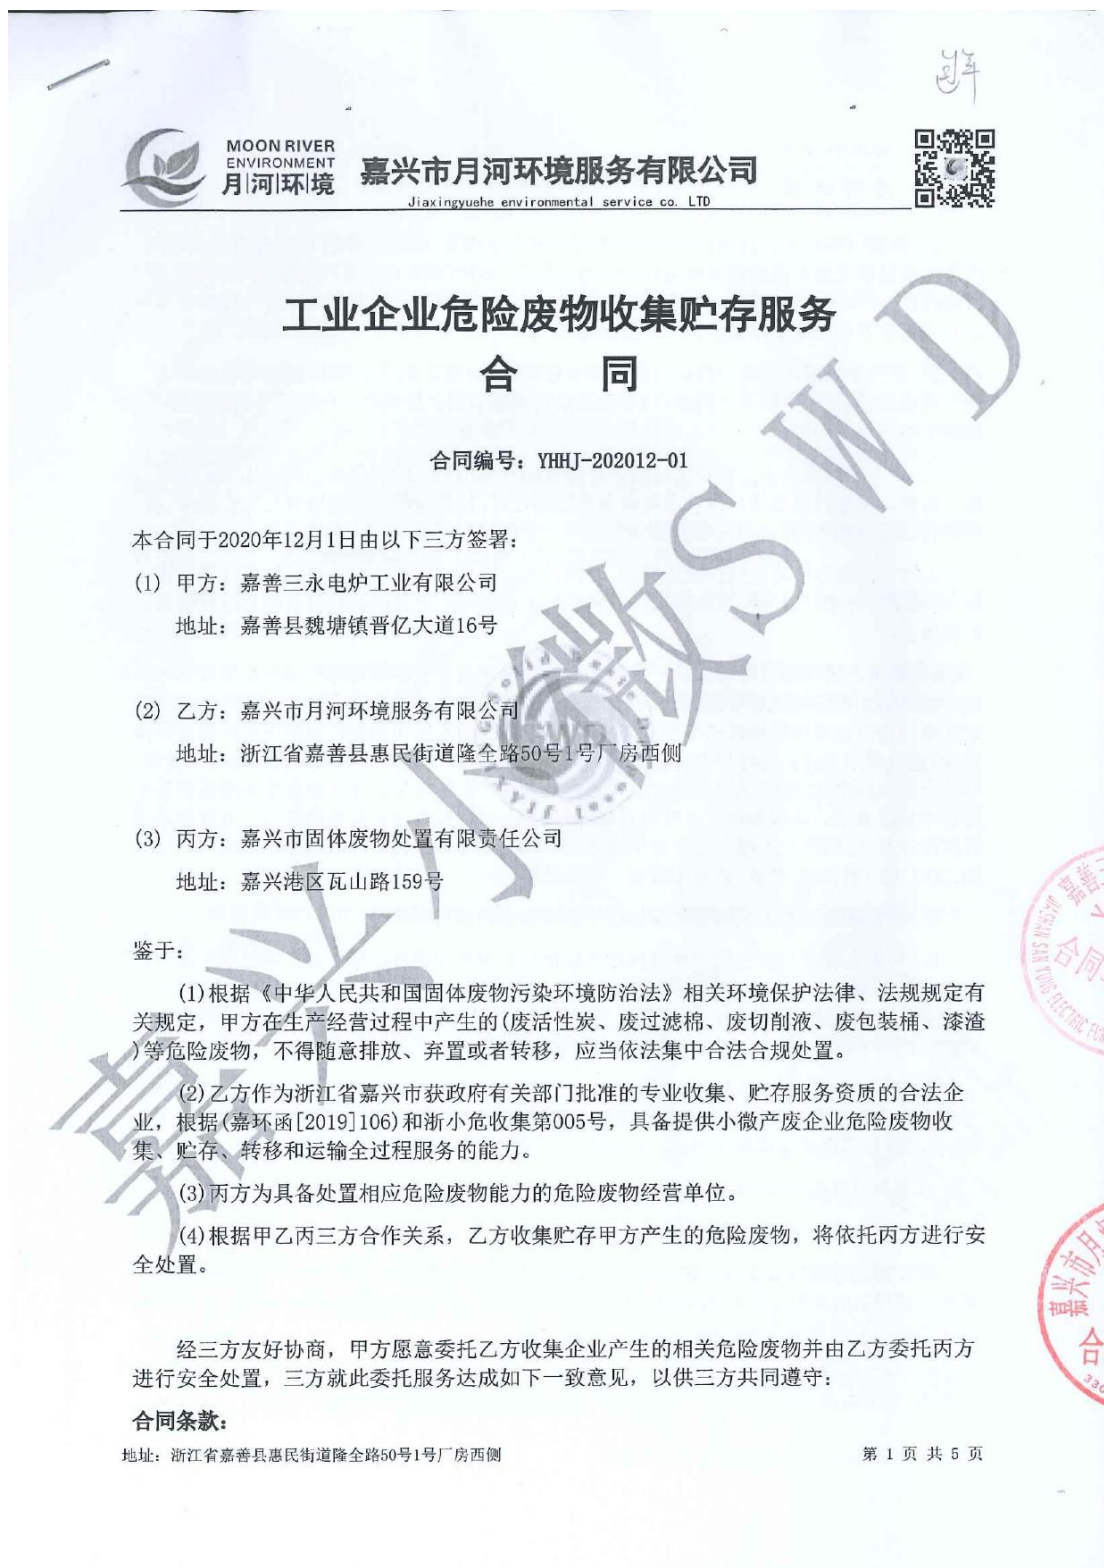 MOON RIVER
ENVIRONMENT
月河环境
嘉兴市月河环境服务有限公司
Jiaxingyuehe environmental service co. LTD
工业企业危险废物收集贮存服务
合 同
合同编号：YHHJ-202012-01
本合同于2020年12月1日由以下三方签署：
(1) 甲方：嘉善三永电炉工业有限公司
地址：嘉善县魏塘镇晋亿大道16号
(2) 乙方：嘉兴市月河环境服务有限公司
地址：浙江省嘉善县惠民街道隆全路50号1号厂房西侧
(3) 丙方：嘉兴市固体废物处置有限责任公司
地址：嘉兴港区瓦山路159号
鉴于：
(1)根据《中华人民共和国固体废物污染环境防治法》相关环境保护法律、法规规定有
关规定，甲方在生产经营过程中产生的(废活性炭、废过滤棉、废切削液、废包装桶、漆渣
)等危险废物，不得随意排放、弃置或者转移，应当依法集中合法合规处置。
(2)乙方作为浙江省嘉兴市获政府有关部门批准的专业收集、贮存服务资质的合法企
业，根据(嘉环函[2019]106)和浙小危收集第005号，具备提供小微产废企业危险废物收
集、贮存、转移和运输全过程服务的能力。
(3)丙方为具备处置相应危险废物能力的危险废物经营单位。
(4)根据甲乙丙三方合作关系，乙方收集贮存甲方产生的危险废物，将依托丙方进行安
全处置。
经三方友好协商，甲方愿意委托乙方收集企业产生的相关危险废物并由乙方委托丙方
进行安全处置，三方就此委托服务达成如下一致意见，以供三方共同遵守：
合同条款：
地址：浙江省嘉善县惠民街道隆全路50号1号厂房西侧
第 1 页 共 5 页
嘉兴小微SWD
嘉善三
JIASHAN SAN YONG ELECTRIC FUR
合同
嘉兴市月
合
330